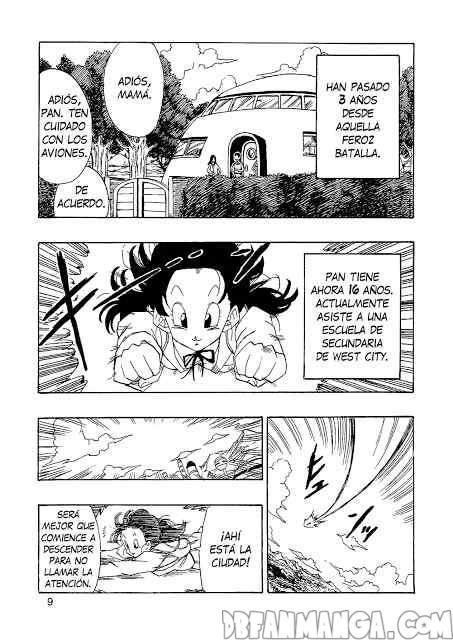 ADIÓS,
MAMÁ.
ADIÓS,
PAN. TEN
CUIDADO
CON LOS
AVIONES.
DE
ACUERDO.
HAN PASADO
3 AÑOS
DESDE
AQUELLA
FEROZ
BATALLA.
PAN TIENE
AHORA 16 AÑOS.
ACTUALMENTE
ASISTE A UNA
ESCUELA DE
SECUNDARIA
DE WEST CITY.
SERÁ
MEJOR QUE
COMIENCE A
DESCENDER
PARA NO
LLAMAR LA
ATENCIÓN.
¡AHÍ
ESTÁ LA
CIUDAD!
9
DBFANMANGA.COM